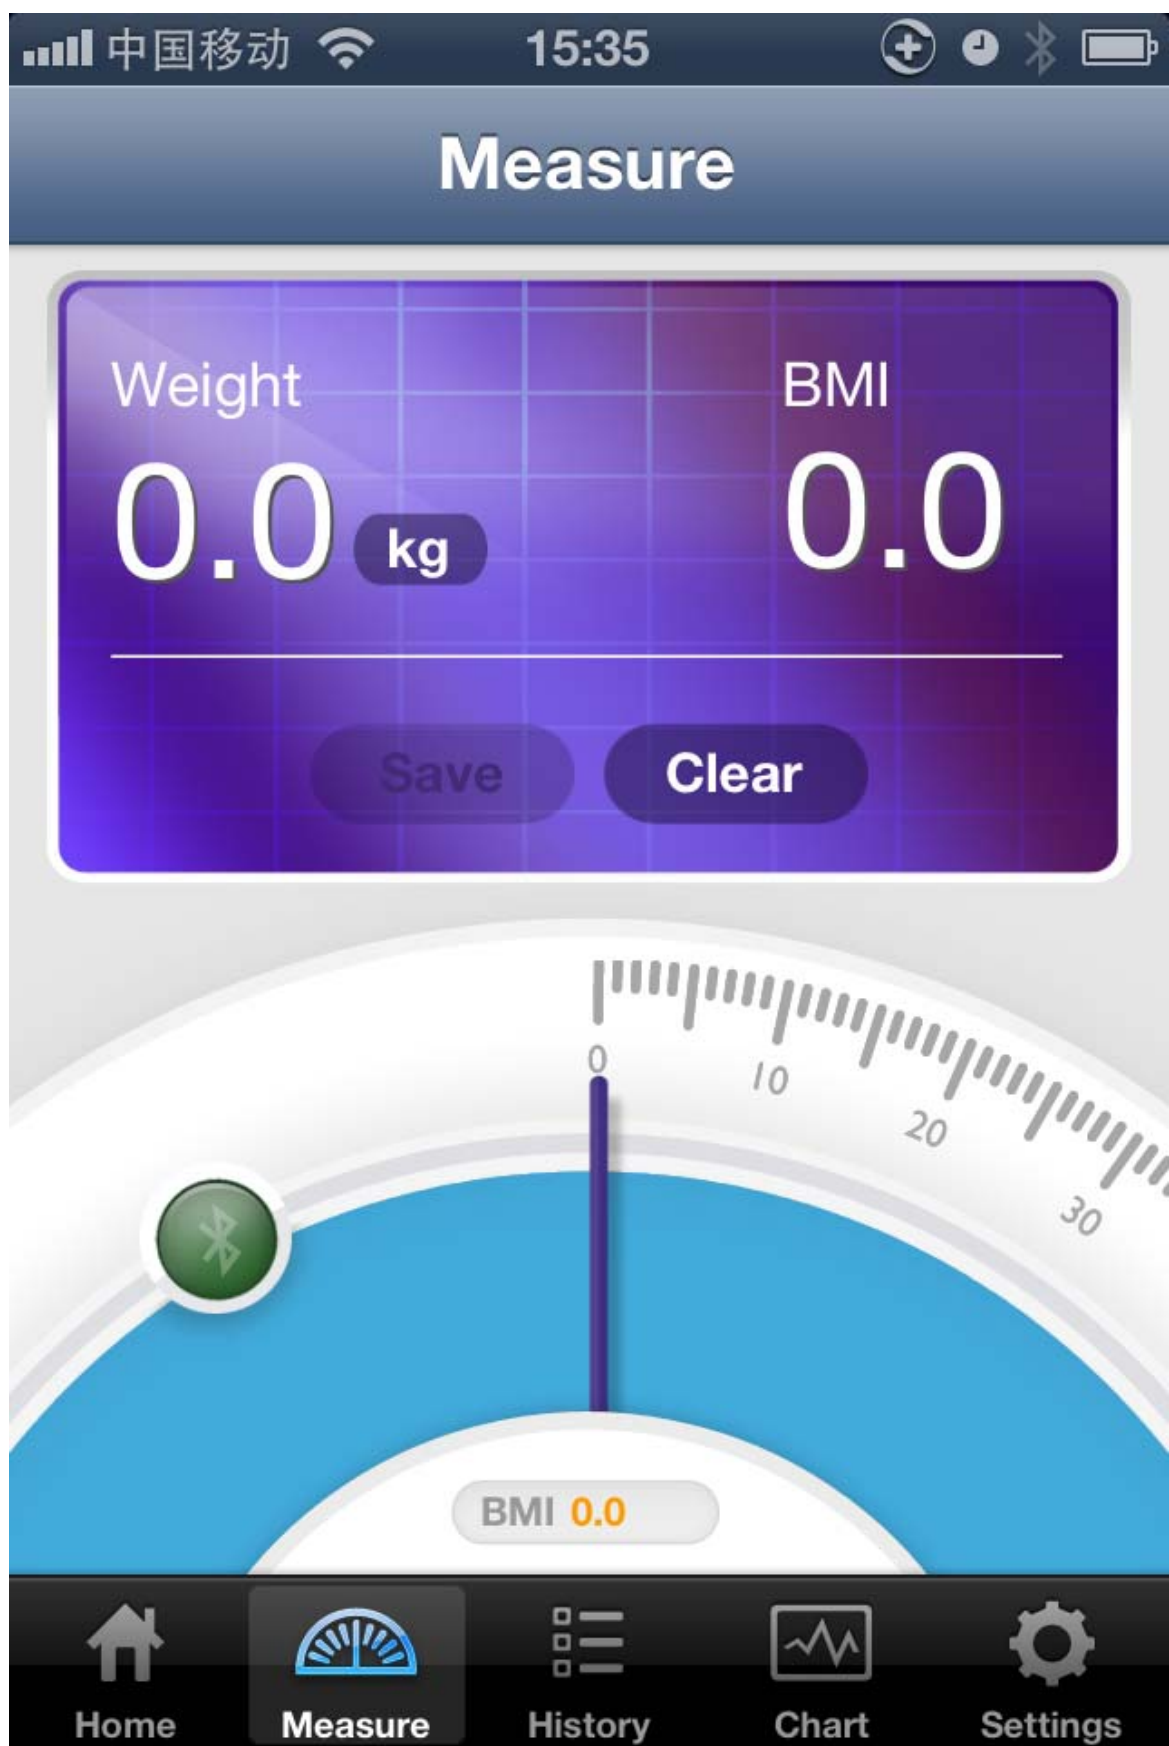 中国移动 15:35
Measure
Weight BMI
0.0 kg 0.0
Save Clear
0
10
20
30
BMI 0.0
Home Measure History Chart Settings